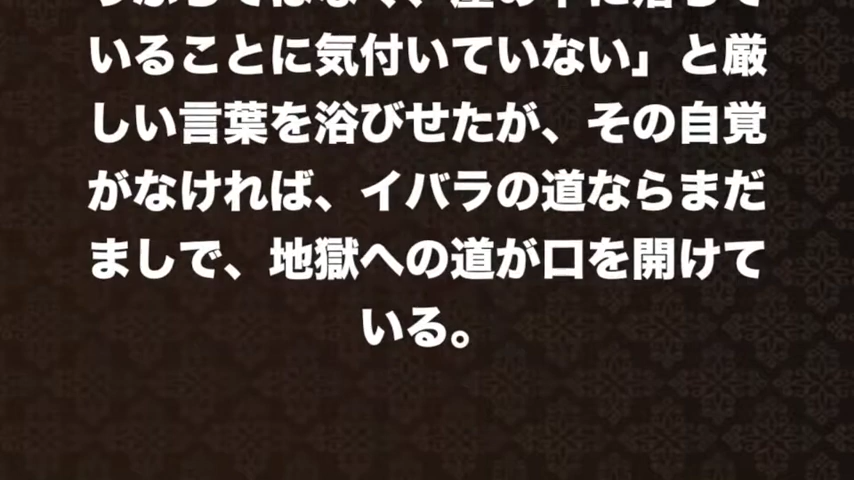 いることに気付いていない」と厳
しい言葉を浴びせたが、その自覚
がなければ、イバラの道ならまだ
ましで、地獄への道が口を開けて
いる。